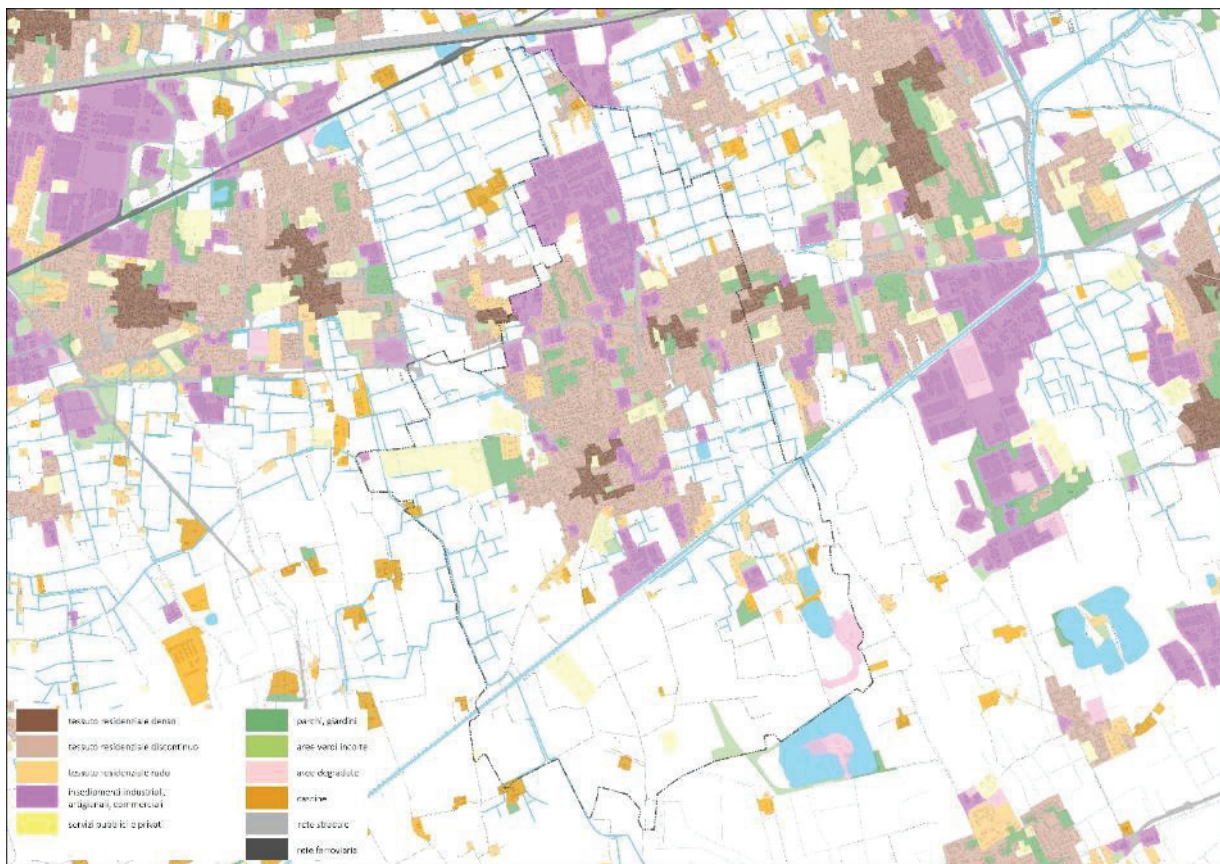 tessuto residenziale denso
tessuto residenziale discontinuo
tessuto residenziale rado
insediamenti industriali,
artigianali, commerciali
servizi pubblici e privati
parchi, giardini
aree verdi incolte
aree degradate
cascine
rete stradale
rete ferroviaria